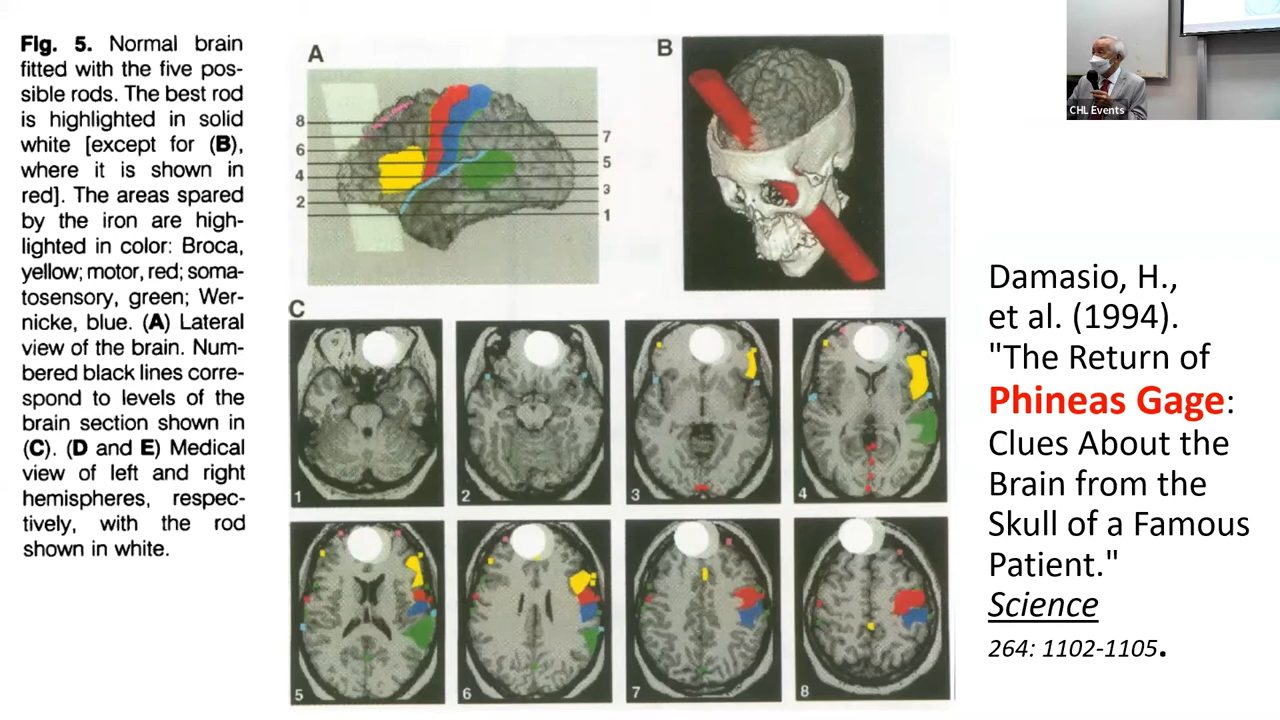 Fig. 5. Normal brain
fitted with the five pos-
sible rods. The best rod
is highlighted in solid
white [except for (B),
where it is shown in
red]. The areas spared
by the iron are high-
lighted in color: Broca,
yellow; motor, red; soma-
tosensory, green; Wer-
nicke, blue. (A) Lateral
view of the brain. Num-
bered black lines corre-
spond to levels of the
brain section shown in
(C). (D and E) Medical
view of left and right
hemispheres, respec-
tively, with the rod
shown in white.
A
8
6
4
2
7
5
3
1
B
C
1
2
3
4
5
6
7
8
CHL Events
Damasio, H.,
et al. (1994).
"The Return of
Phineas Gage:
Clues About the
Brain from the
Skull of a Famous
Patient."
Science
264: 1102-1105.